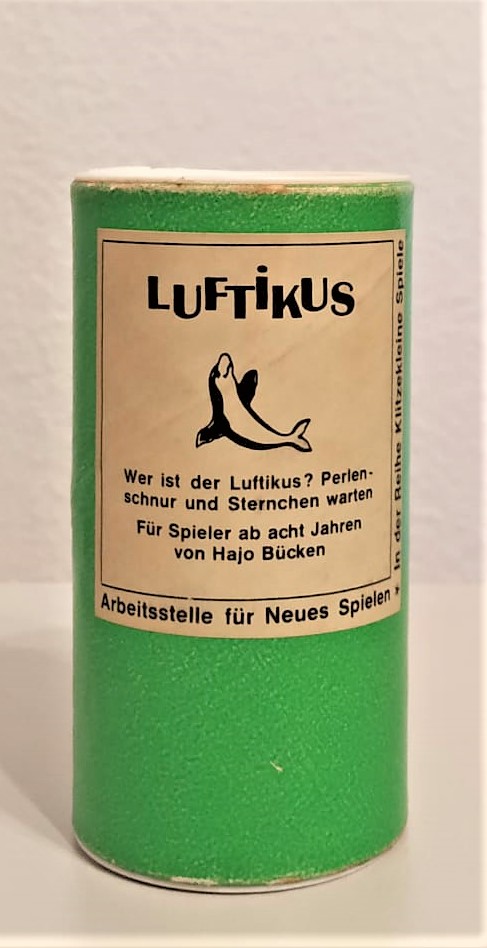 LUFTiKUS
Wer ist der Luftikus? Perlen-
schnur und Sternchen warten
Für Spieler ab acht Jahren
von Hajo Bücken
Arbeitsstelle für Neues Spielen
* In der Reihe Klitzekleine Spiele